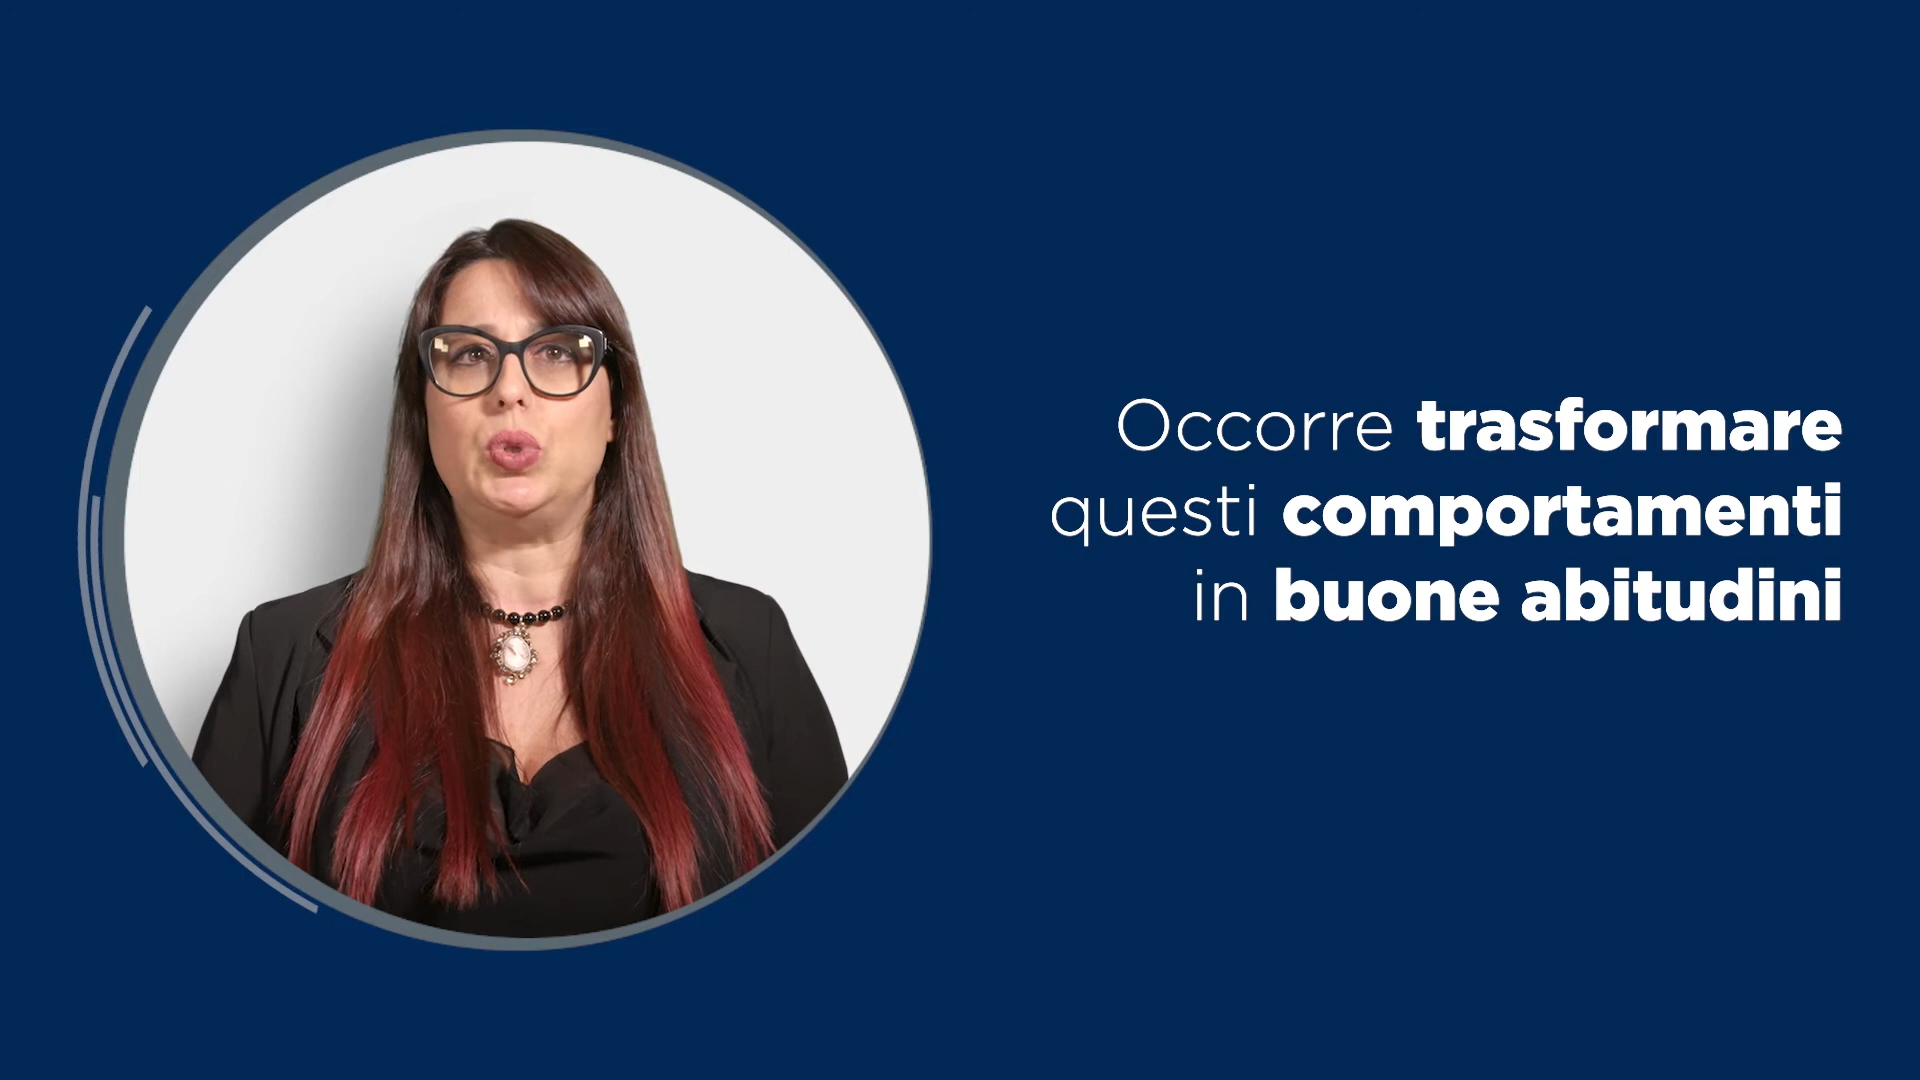 Occorre trasformare
questi comportamenti
in buone abitudini